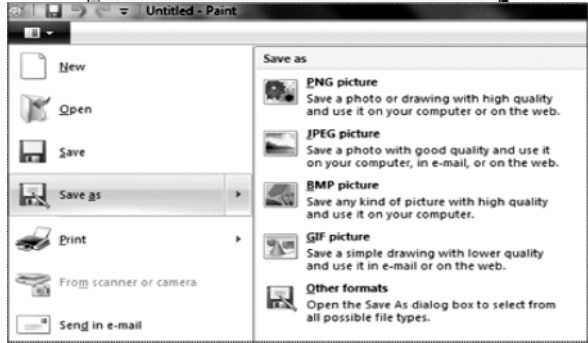 Untitled - Paint
New
Open
Save
Save as
Print
From scanner or camera
Send in e-mail
Save as
PNG picture
Save a photo or drawing with high quality
and use it on your computer or on the web.
JPEG picture
Save a photo with good quality and use it
on your computer, in e-mail, or on the web.
BMP picture
Save any kind of picture with high quality
and use it on your computer.
GIF picture
Save a simple drawing with lower quality
and use it in e-mail or on the web.
Other formats
Open the Save As dialog box to select from
all possible file types.